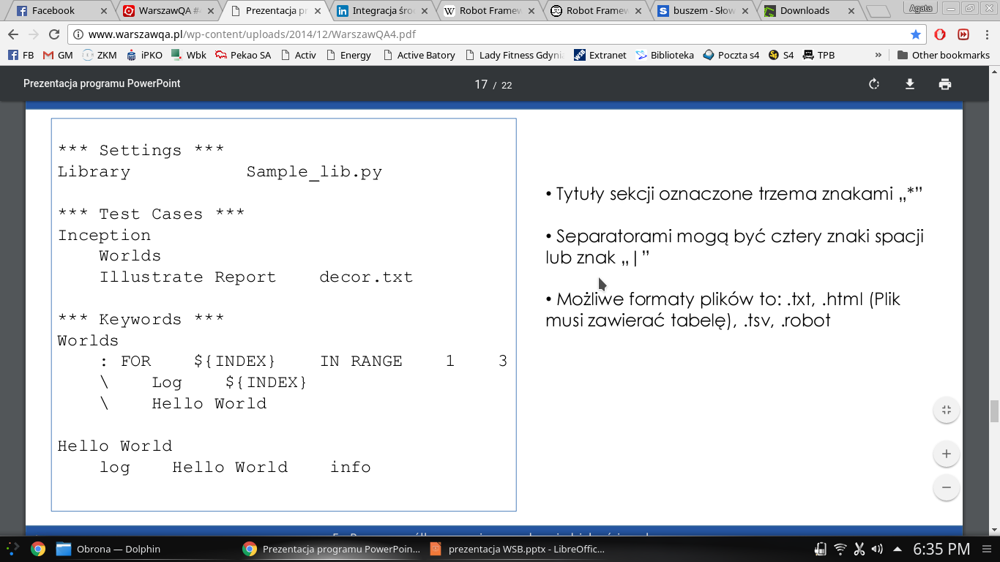 Facebook
WarszawQA #
Prezentacja pr
Integracja śro
Robot Framew
Robot Framew
buszem - Słow
Downloads
Agata
www.warszawqa.pl/wp-content/uploads/2014/12/WarszawQA4.pdf
FB GM ZKM iPKO Wbk Pekao SA Activ Energy Active Batory Lady Fitness Gdynia Extranet Biblioteka Poczta s4 S4 TPB » Other bookmarks
Prezentacja programu PowerPoint
17 / 22
*** Settings ***
Library Sample_lib.py
*** Test Cases ***
Inception
Worlds
Illustrate Report decor.txt
*** Keywords ***
Worlds
: FOR ${INDEX} IN RANGE 1 3
\ Log ${INDEX}
\ Hello World
Hello World
log Hello World info
• Tytuły sekcji oznaczone trzema znakami „*”
• Separatorami mogą być cztery znaki spacji
lub znak „|”
• Możliwe formaty plików to: .txt, .html (Plik
musi zawierać tabelę), .tsv, .robot
Obrona — Dolphin
Prezentacja programu PowerPoin...
prezentacja WSB.pptx - LibreOffic...
6:35 PM